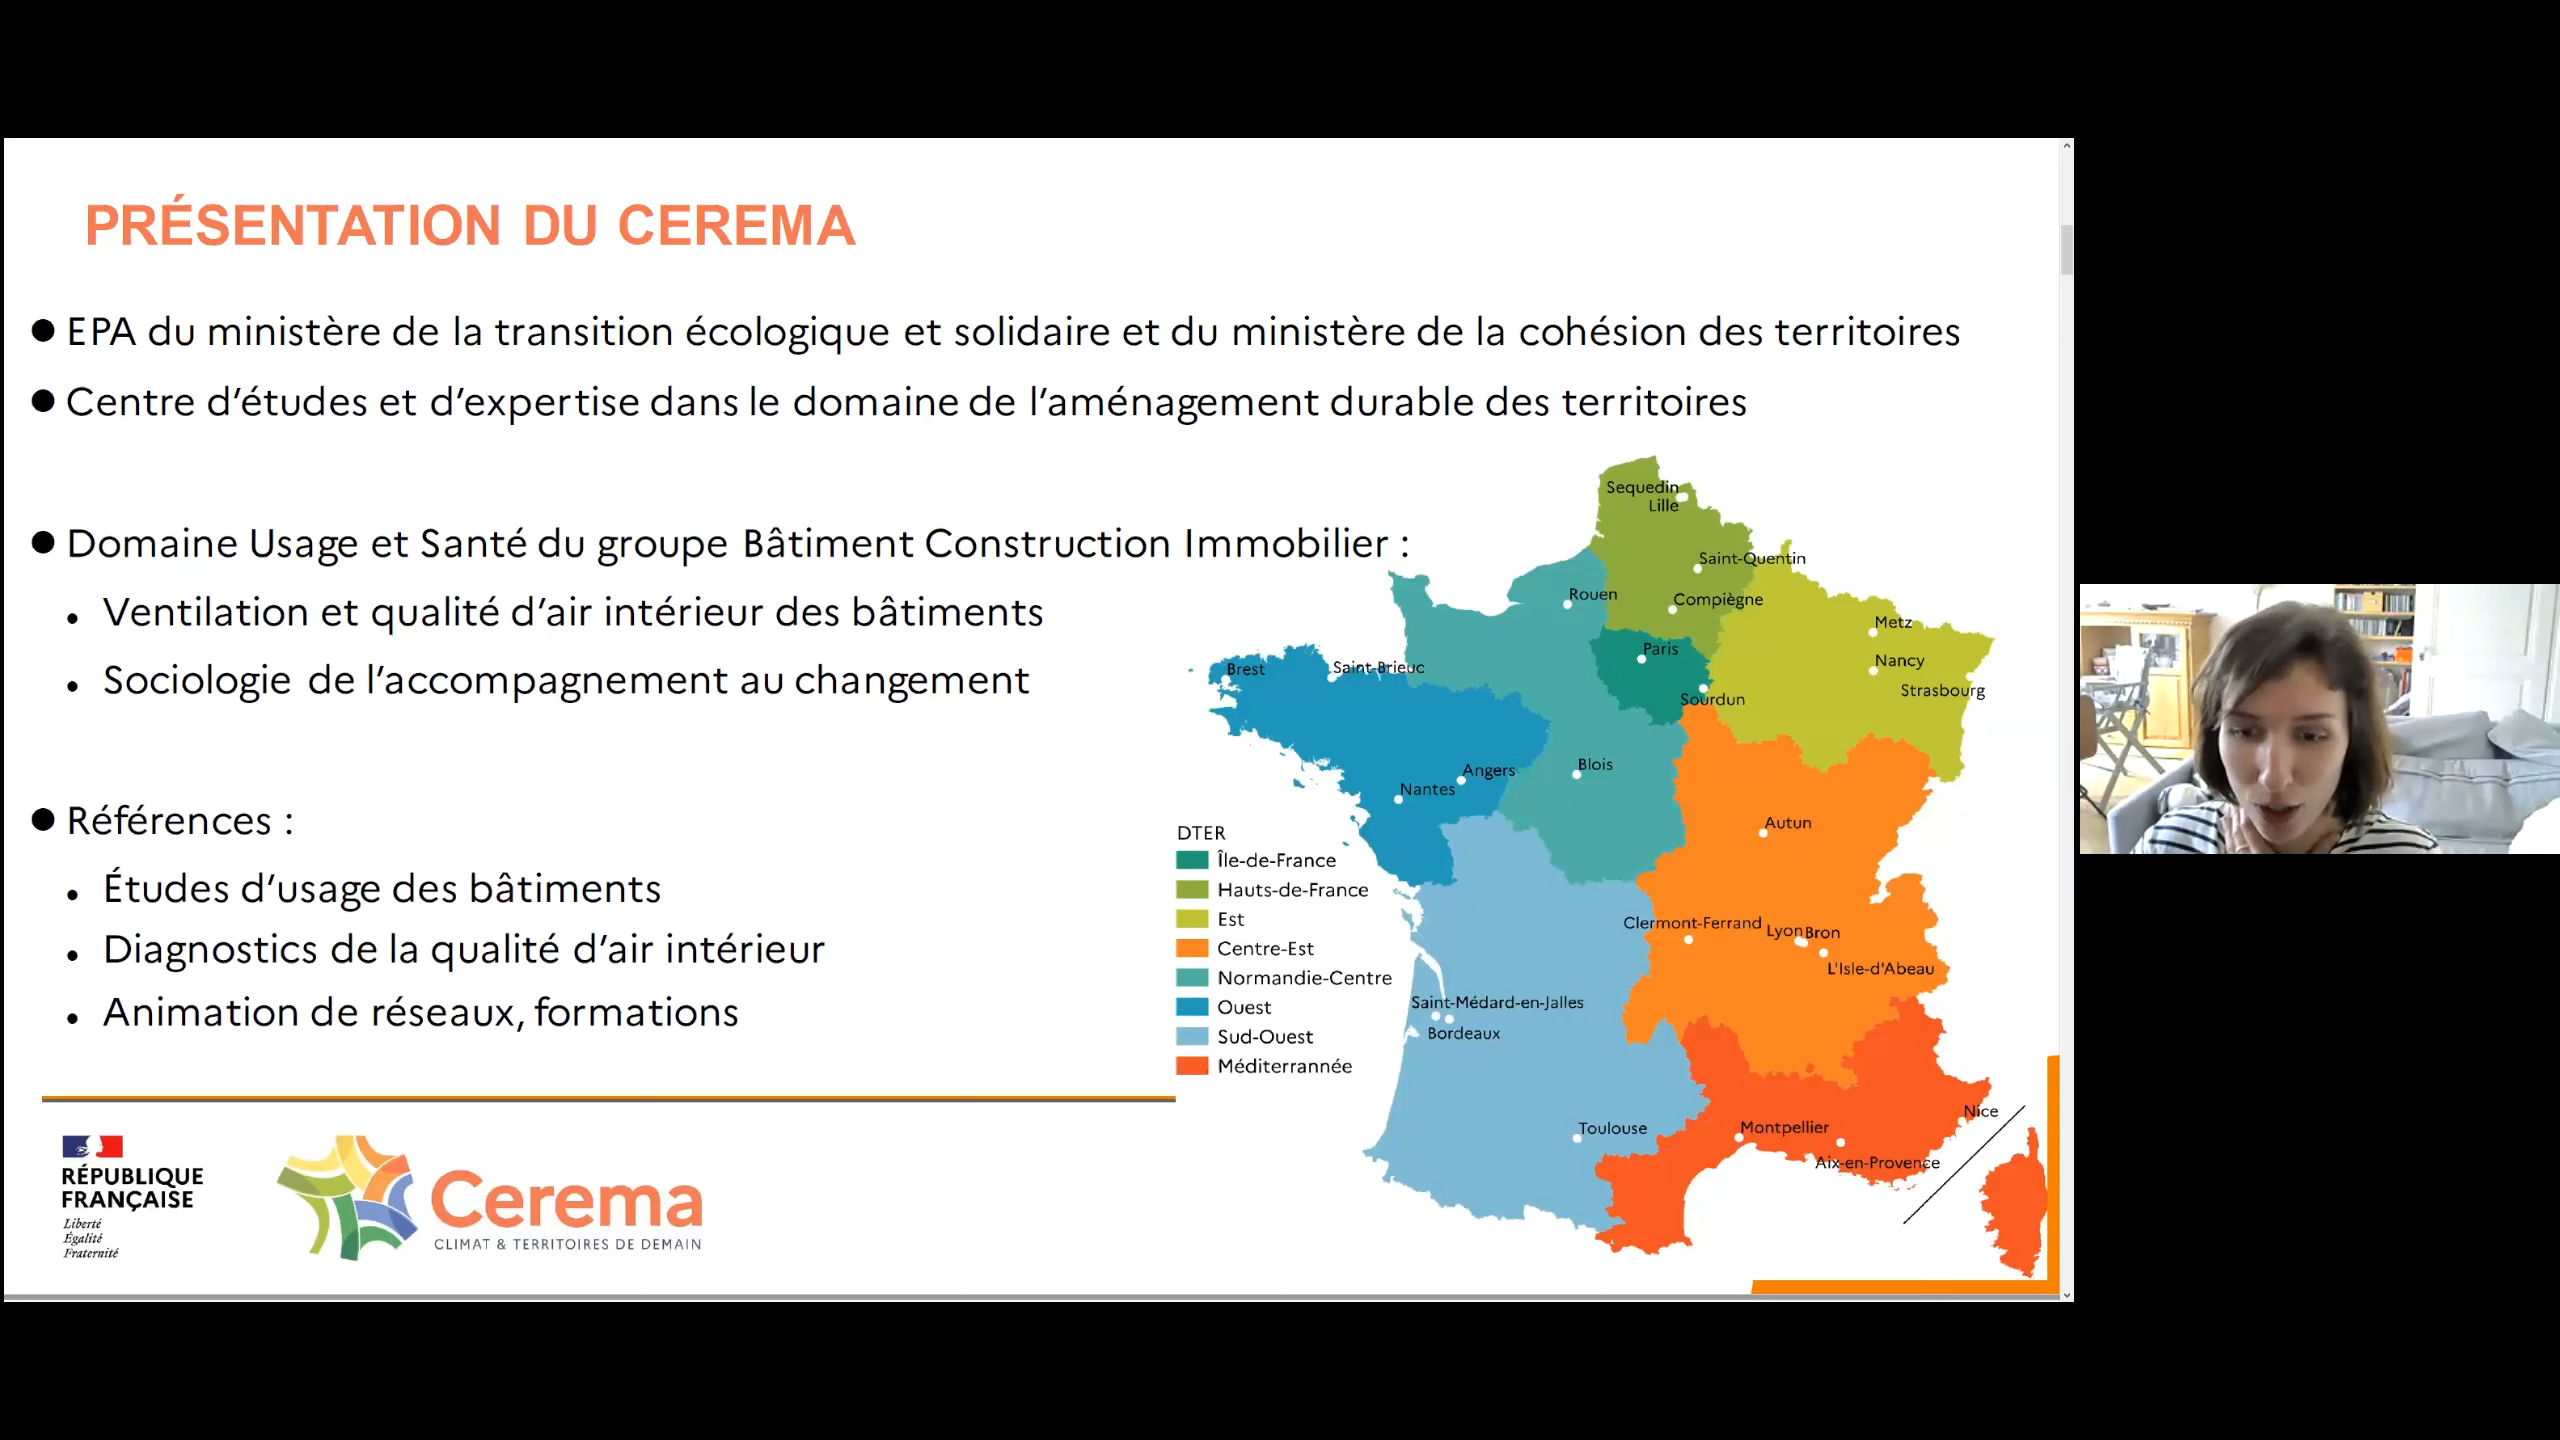 PRÉSENTATION DU CEREMA
● EPA du ministère de la transition écologique et solidaire et du ministère de la cohésion des territoires
● Centre d’études et d’expertise dans le domaine de l’aménagement durable des territoires
● Domaine Usage et Santé du groupe Bâtiment Construction Immobilier :
• Ventilation et qualité d’air intérieur des bâtiments
• Sociologie de l’accompagnement au changement
● Références :
• Études d’usage des bâtiments
• Diagnostics de la qualité d’air intérieur
• Animation de réseaux, formations
Sequedin
Lille
Saint-Quentin
Rouen
Compiègne
Metz
Paris
Nancy
Brest
Saint-Brieuc
Strasbourg
Sourdun
Blois
Angers
Nantes
Autun
Clermont-Ferrand
Lyon
Bron
L'Isle-d'Abeau
Saint-Médard-en-Jalles
Bordeaux
Toulouse
Montpellier
Nice
Aix-en-Provence
DTER
Île-de-France
Hauts-de-France
Est
Centre-Est
Normandie-Centre
Ouest
Sud-Ouest
Méditerrannée
RÉPUBLIQUE
FRANÇAISE
Liberté
Égalité
Fraternité
Cerema
CLIMAT & TERRITOIRES DE DEMAIN